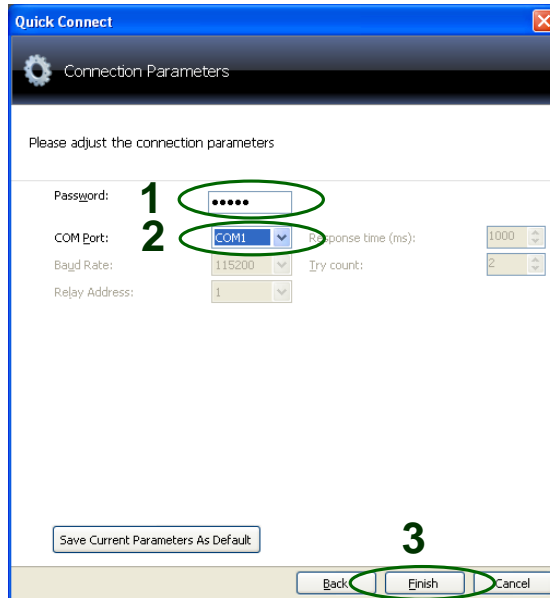 Quick Connect
Connection Parameters
Please adjust the connection parameters
Password: 1 •••••
COM Port: 2 COM1 Response time (ms): 1000
Baud Rate: 115200 Try count: 2
Relay Address: 1
Save Current Parameters As Default
3
Back Finish Cancel